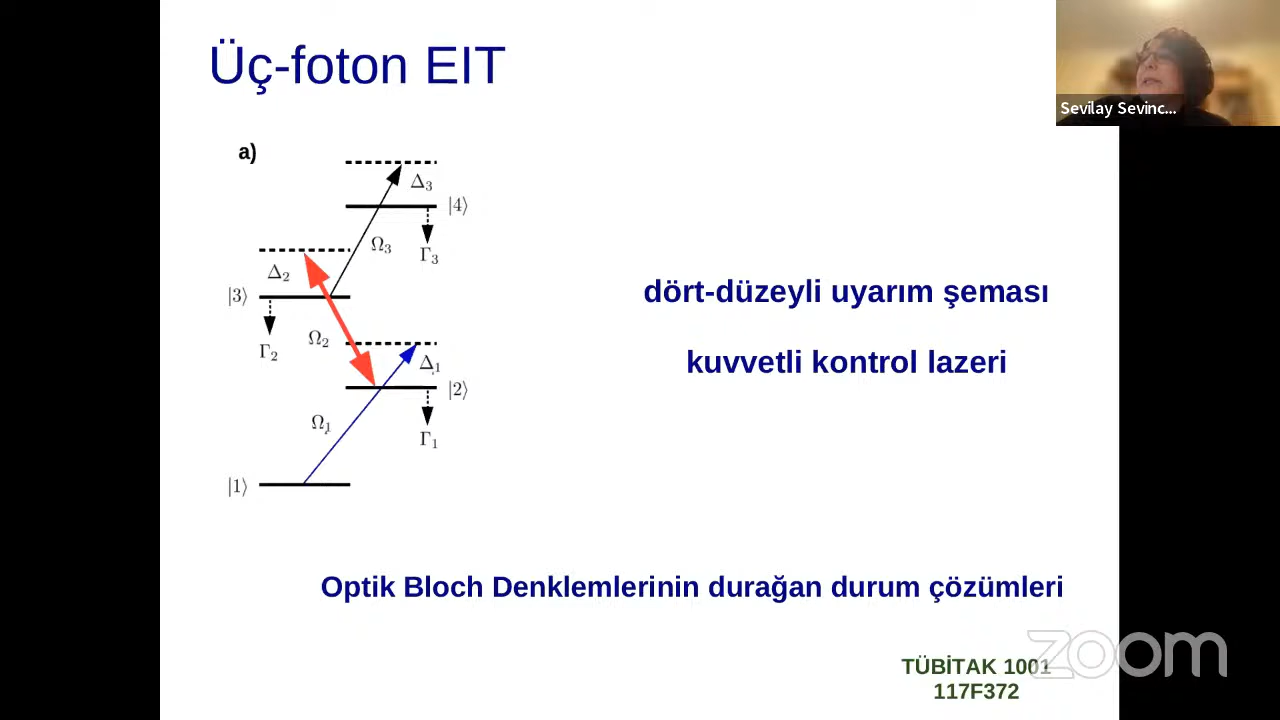 Üç-foton EIT
Sevilay Sevinc...
a)
Δ₃
|4⟩
Ω₃
Γ₃
Δ₂
|3⟩
Ω₂
Γ₂
Δ₁
|2⟩
Ω₁
Γ₁
|1⟩
dört-düzeyli uyarım şeması
kuvvetli kontrol lazeri
Optik Bloch Denklemlerinin durağan durum çözümleri
TÜBİTAK 1001
117F372
zoom